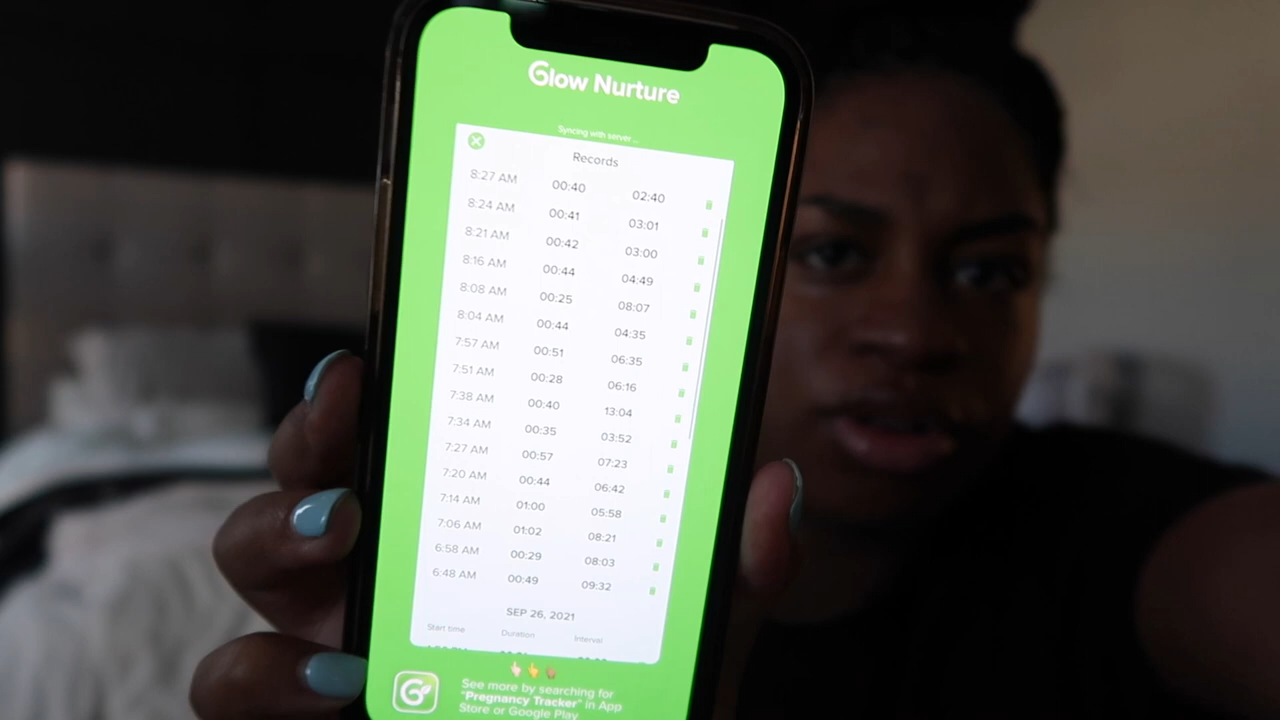 Glow Nurture
Syncing with server...
Records
8:27 AM 00:40 02:40
8:24 AM 00:41 03:01
8:21 AM 00:42 03:00
8:16 AM 00:44 04:49
8:08 AM 00:25 08:07
8:04 AM 00:44 04:35
7:57 AM 00:51 06:35
7:51 AM 00:28 06:16
7:38 AM 00:40 13:04
7:34 AM 00:35 03:52
7:27 AM 00:57 07:23
7:20 AM 00:44 06:42
7:14 AM 01:00 05:58
7:06 AM 01:02 08:21
6:58 AM 00:29 08:03
6:48 AM 00:49 09:32
SEP 26, 2021
Start time Duration Interval
See more by searching for
"Pregnancy Tracker" in App
Store or Google Play